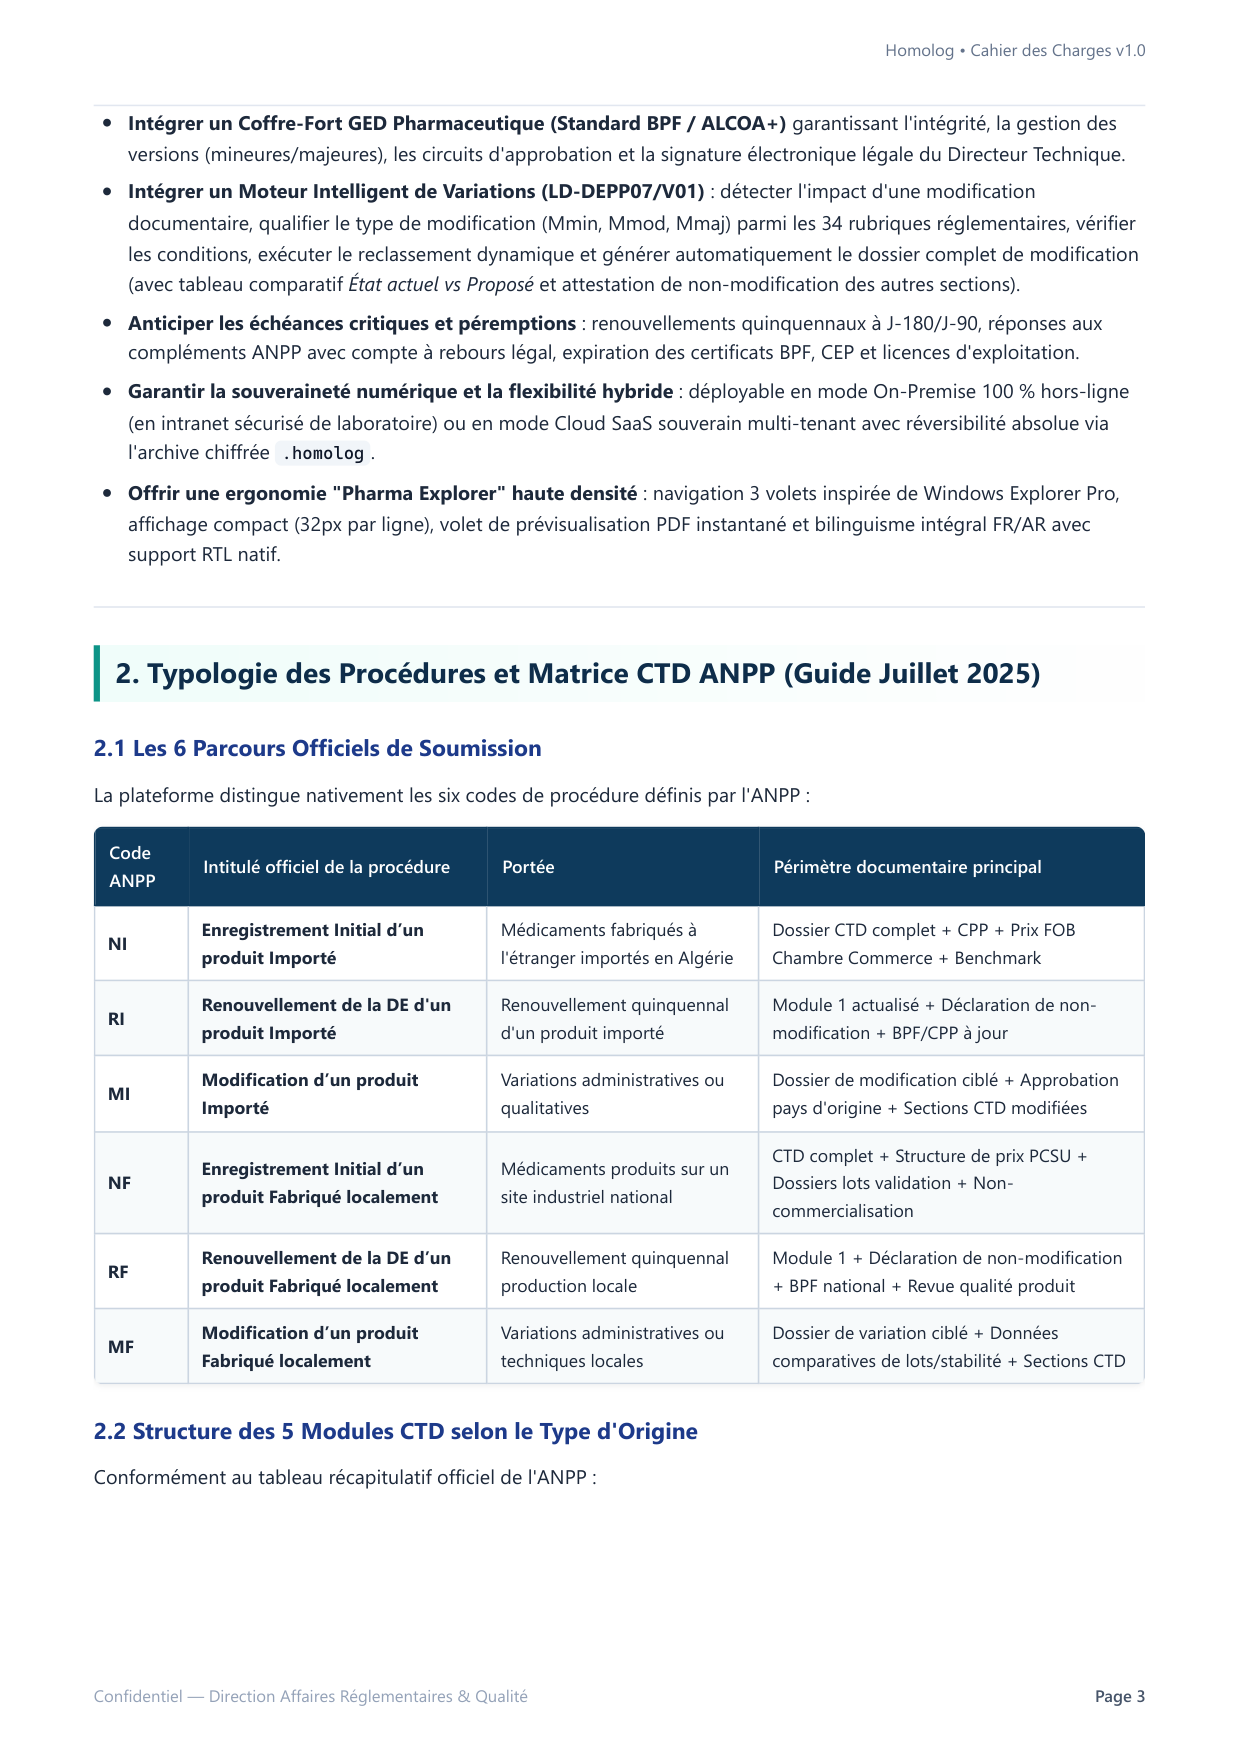 Homolog • Cahier des Charges v1.0
• Intégrer un Coffre-Fort GED Pharmaceutique (Standard BPF / ALCOA+) garantissant l'intégrité, la gestion des
versions (mineures/majeures), les circuits d'approbation et la signature électronique légale du Directeur Technique.
• Intégrer un Moteur Intelligent de Variations (LD-DEPP07/V01) : détecter l'impact d'une modification
documentaire, qualifier le type de modification (Mmin, Mmod, Mmaj) parmi les 34 rubriques réglementaires, vérifier
les conditions, exécuter le reclassement dynamique et générer automatiquement le dossier complet de modification
(avec tableau comparatif État actuel vs Proposé et attestation de non-modification des autres sections).
• Anticiper les échéances critiques et péremptions : renouvellements quinquennaux à J-180/J-90, réponses aux
compléments ANPP avec compte à rebours légal, expiration des certificats BPF, CEP et licences d'exploitation.
• Garantir la souveraineté numérique et la flexibilité hybride : déployable en mode On-Premise 100 % hors-ligne
(en intranet sécurisé de laboratoire) ou en mode Cloud SaaS souverain multi-tenant avec réversibilité absolue via
l'archive chiffrée .homolog .
• Offrir une ergonomie "Pharma Explorer" haute densité : navigation 3 volets inspirée de Windows Explorer Pro,
affichage compact (32px par ligne), volet de prévisualisation PDF instantané et bilinguisme intégral FR/AR avec
support RTL natif.
2. Typologie des Procédures et Matrice CTD ANPP (Guide Juillet 2025)
2.1 Les 6 Parcours Officiels de Soumission
La plateforme distingue nativement les six codes de procédure définis par l'ANPP :
Code
ANPP
Intitulé officiel de la procédure
Portée
Périmètre documentaire principal
NI
Enregistrement Initial d’un
produit Importé
Médicaments fabriqués à
l'étranger importés en Algérie
Dossier CTD complet + CPP + Prix FOB
Chambre Commerce + Benchmark
RI
Renouvellement de la DE d'un
produit Importé
Renouvellement quinquennal
d'un produit importé
Module 1 actualisé + Déclaration de non-
modification + BPF/CPP à jour
MI
Modification d’un produit
Importé
Variations administratives ou
qualitatives
Dossier de modification ciblé + Approbation
pays d'origine + Sections CTD modifiées
NF
Enregistrement Initial d’un
produit Fabriqué localement
Médicaments produits sur un
site industriel national
CTD complet + Structure de prix PCSU +
Dossiers lots validation + Non-
commercialisation
RF
Renouvellement de la DE d’un
produit Fabriqué localement
Renouvellement quinquennal
production locale
Module 1 + Déclaration de non-modification
+ BPF national + Revue qualité produit
MF
Modification d’un produit
Fabriqué localement
Variations administratives ou
techniques locales
Dossier de variation ciblé + Données
comparatives de lots/stabilité + Sections CTD
2.2 Structure des 5 Modules CTD selon le Type d'Origine
Conformément au tableau récapitulatif officiel de l'ANPP :
Confidentiel — Direction Affaires Réglementaires & Qualité
Page 3